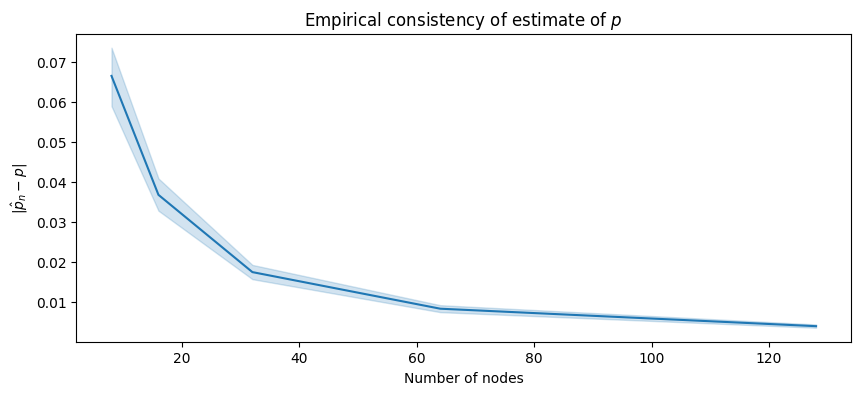 Empirical consistency of estimate of p
0.07
0.06
0.05
0.04
0.03
0.02
0.01
|p̂ₙ − p|
20 40 60 80 100 120
Number of nodes